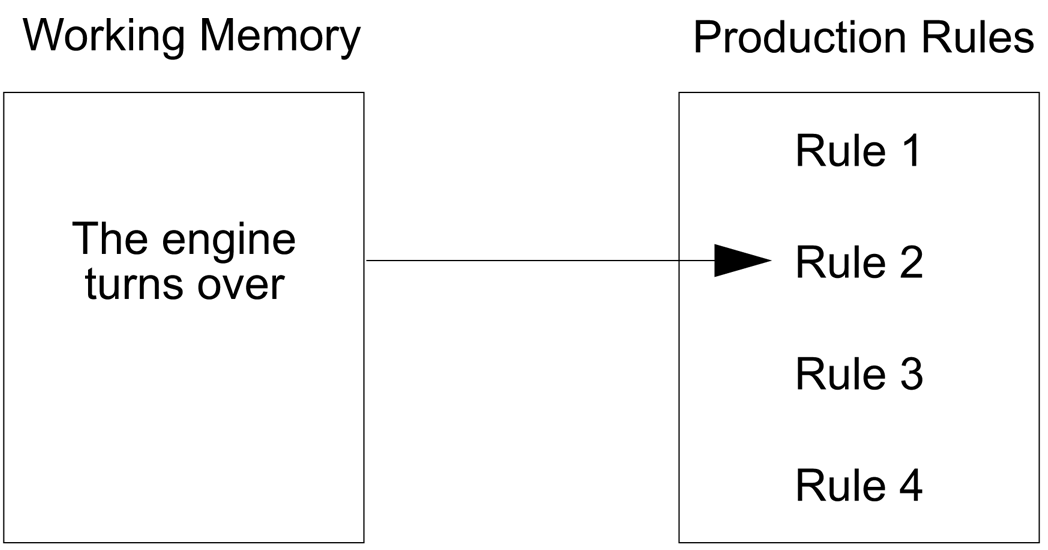 Working Memory
Production Rules
The engine
turns over
Rule 1
Rule 2
Rule 3
Rule 4